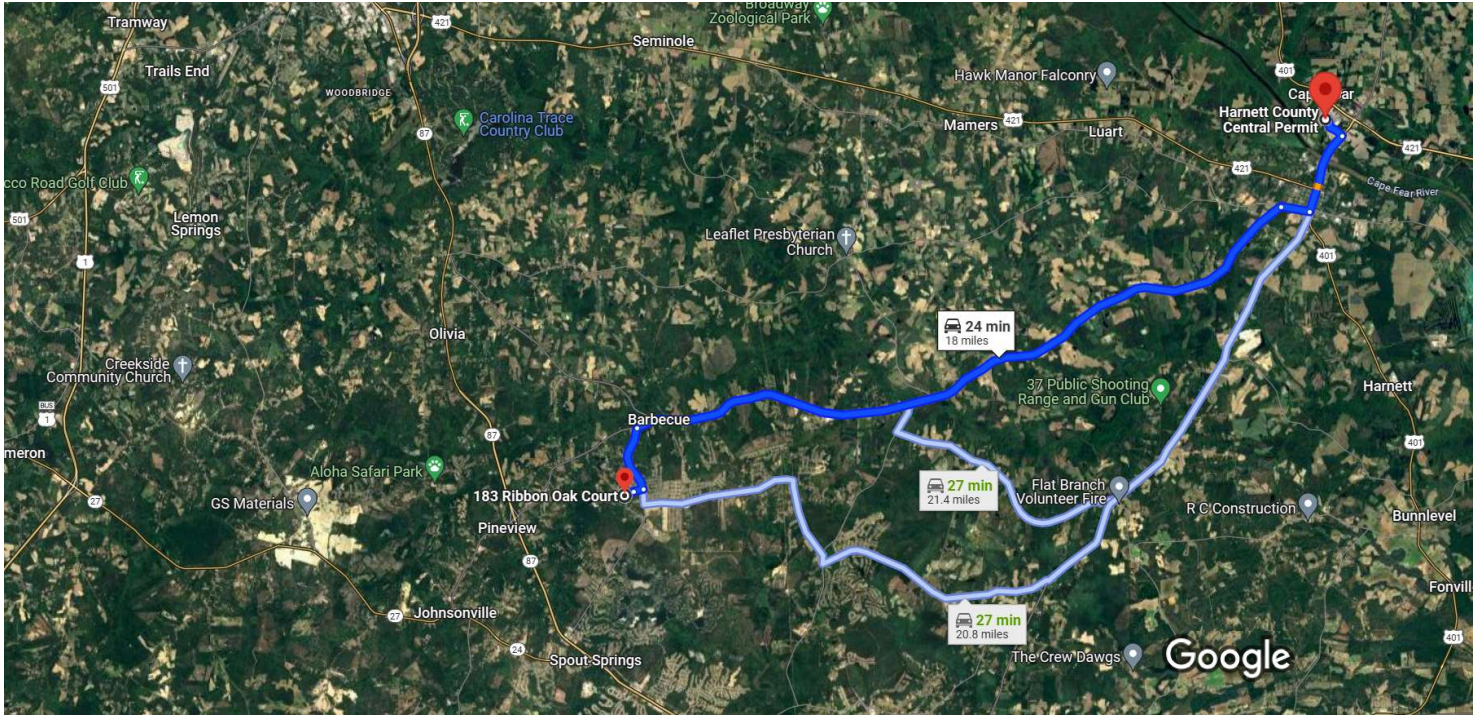 Broadway
Zoological Park
Tramway
421
Seminole
401
Trails End
Hawk Manor Falconry
501
WOODBRIDGE
Harnett County
Central Permit
Carolina Trace
Country Club
87
Mamers
421
Luart
421
421
cco Road Golf Club
Cape Fear River
501
Lemon
Springs
Leaflet Presbyterian
Church
1
401
24 min
18 miles
Olivia
Creekside
Community Church
37 Public Shooting
Range and Gun Club
Harnett
BUS
1
Barbecue
87
401
meron
Aloha Safari Park
27 min
21.4 miles
Flat Branch
Volunteer Fire
183 Ribbon Oak Court
27
GS Materials
R C Construction
Bunnlevel
Pineview
87
Fonvill
27
Johnsonville
27 min
20.8 miles
401
24
Spout Springs
The Crew Dawgs
Google